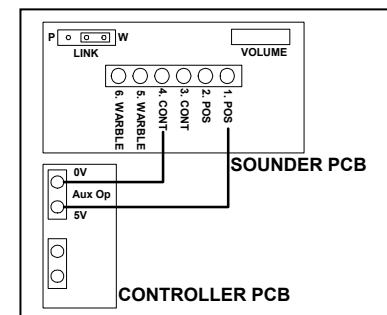 P W
LINK
VOLUME
6. WARBLE
5. WARBLE
4. CONT
3. CONT
2. POS
1. POS
SOUNDER PCB
0V
Aux Op
5V
CONTROLLER PCB